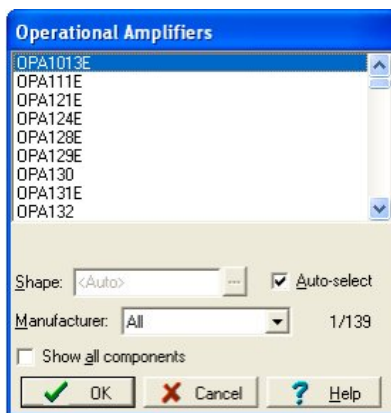 Operational Amplifiers
OPA1013E
OPA111E
OPA121E
OPA124E
OPA128E
OPA129E
OPA130
OPA131E
OPA132
Shape: <Auto> ... Auto-select
Manufacturer: All 1/139
Show all components
OK Cancel ? Help